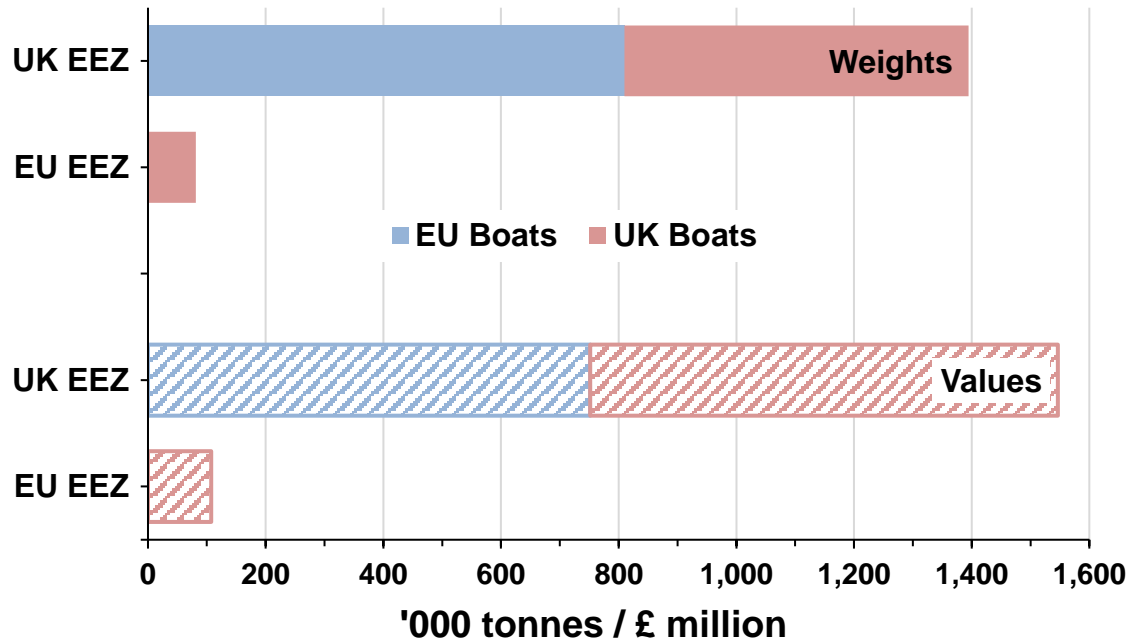 UK EEZ
Weights
EU EEZ
EU Boats UK Boats
UK EEZ
Values
EU EEZ
0 200 400 600 800 1,000 1,200 1,400 1,600
'000 tonnes / £ million